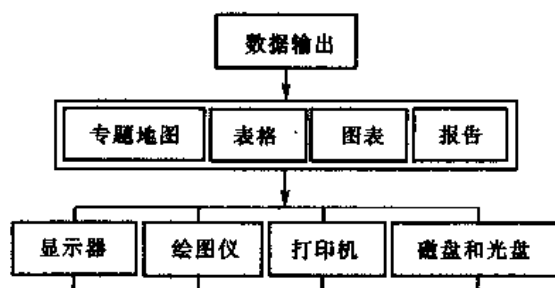 数据输出
专题地图 表格 图表 报告
显示器 绘图仪 打印机 磁盘和光盘